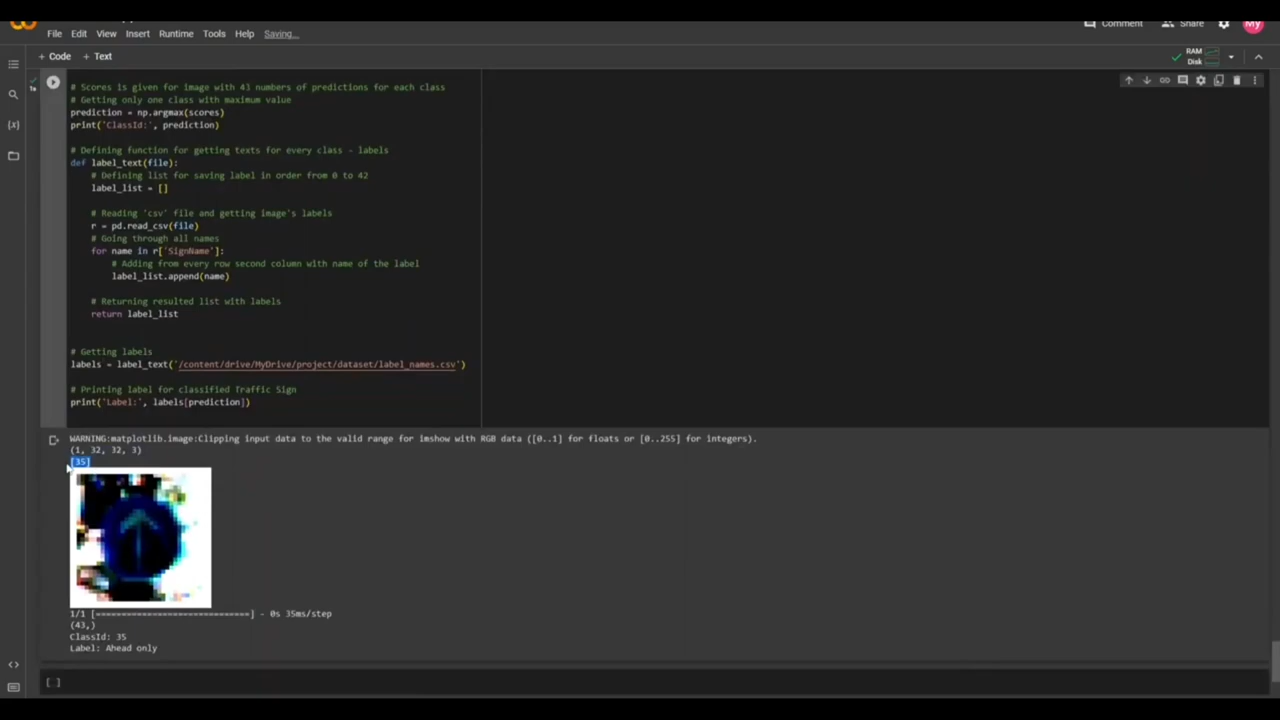 Comment
Share
My
File Edit View Insert Runtime Tools Help Saving...
+ Code + Text
RAM
Disk
1s
# Scores is given for image with 43 numbers of predictions for each class
# Getting only one class with maximum value
prediction = np.argmax(scores)
print('ClassId:', prediction)
# Defining function for getting texts for every class - labels
def label_text(file):
# Defining list for saving label in order from 0 to 42
label_list = []
# Reading 'csv' file and getting image's labels
r = pd.read_csv(file)
# Going through all names
for name in r['SignName']:
# Adding from every row second column with name of the label
label_list.append(name)
# Returning resulted list with labels
return label_list
# Getting labels
labels = label_text('/content/drive/MyDrive/project/dataset/label_names.csv')
# Printing label for classified Traffic Sign
print('Label:', labels[prediction])
WARNING:matplotlib.image:Clipping input data to the valid range for imshow with RGB data ([0..1] for floats or [0..255] for integers).
(1, 32, 32, 3)
[35]
1/1 [==============================] - 0s 35ms/step
(43,)
ClassId: 35
Label: Ahead only
[ ]